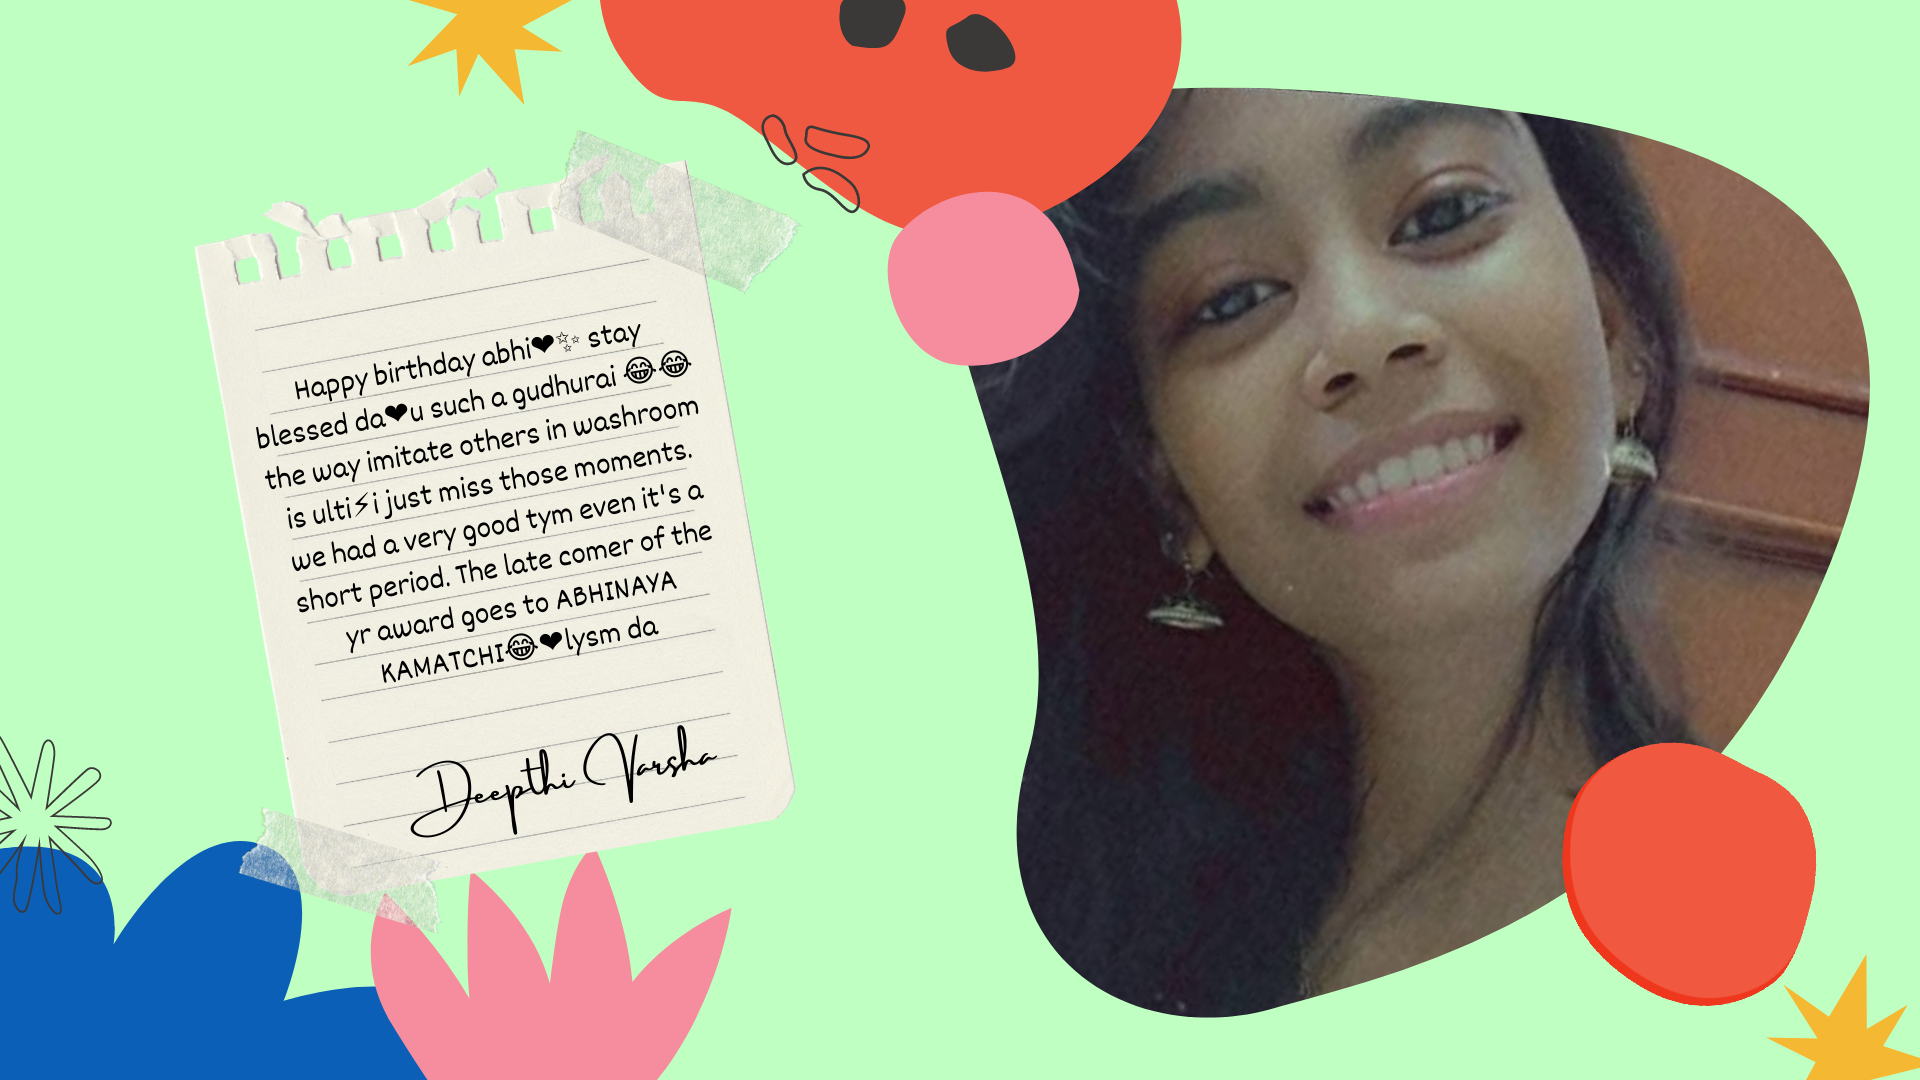 Happy birthday abhi❤✨ stay
blessed da❤u such a gudhurai 😂😂
the way imitate others in washroom
is ulti⚡i just miss those moments.
we had a very good tym even it's a
short period. The late comer of the
yr award goes to ABHINAYA
KAMATCHI😂❤lysm da
Deepthi Varsha